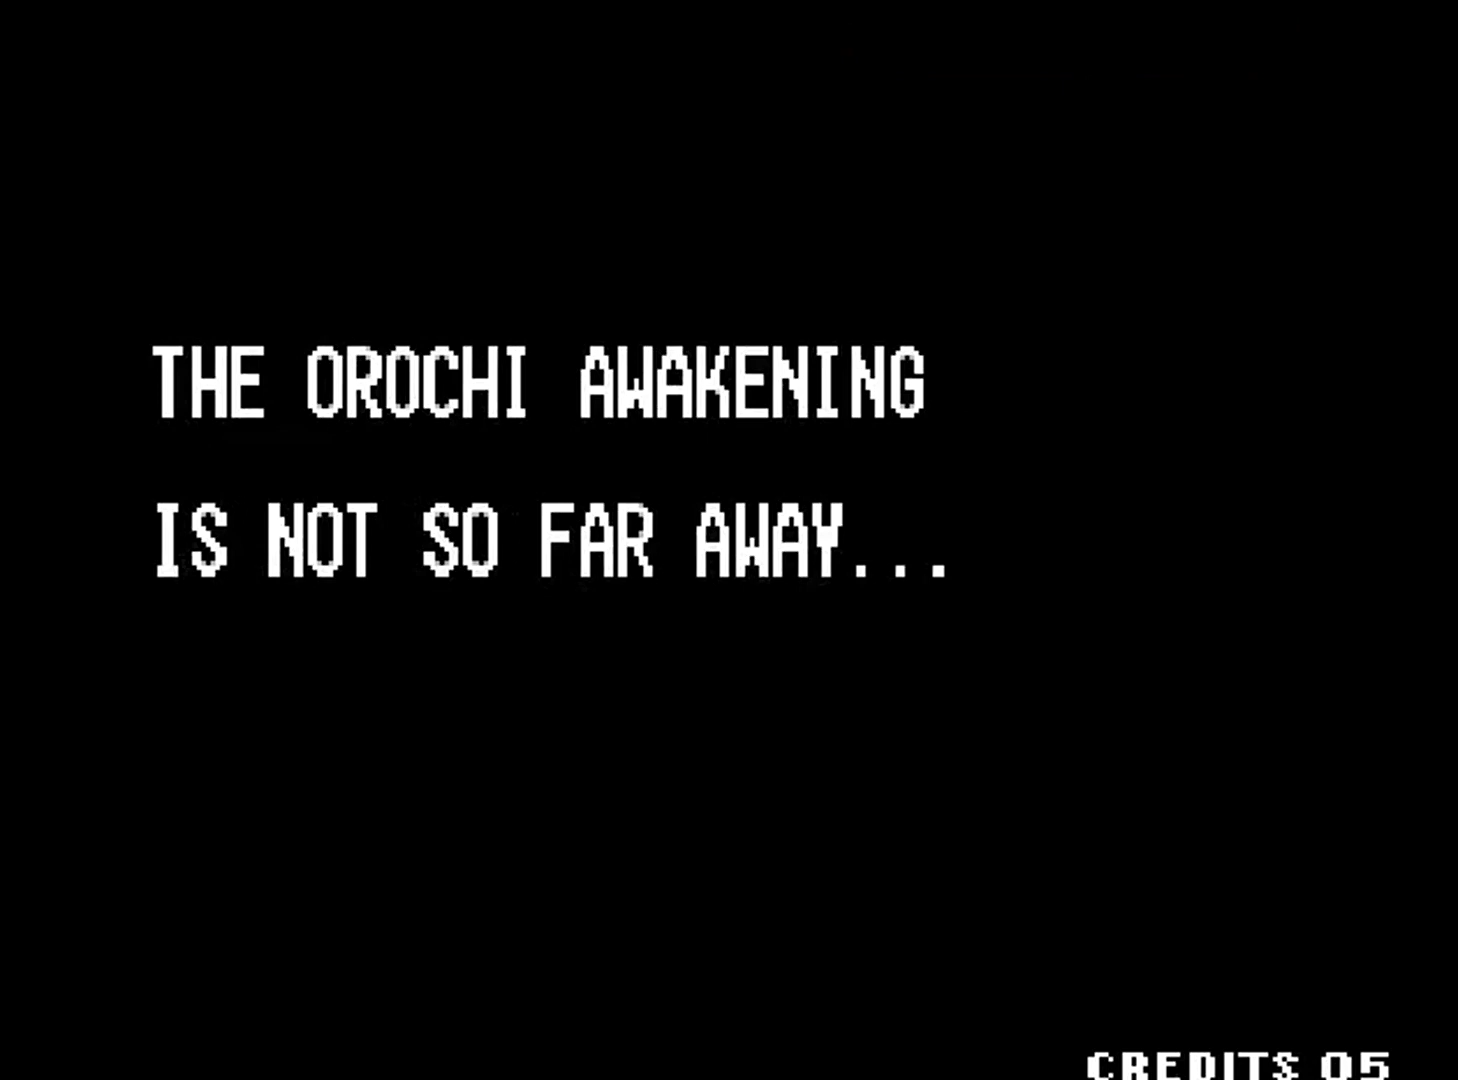 THE OROCHI AWAKENING
IS NOT SO FAR AWAY...
CREDITS 05